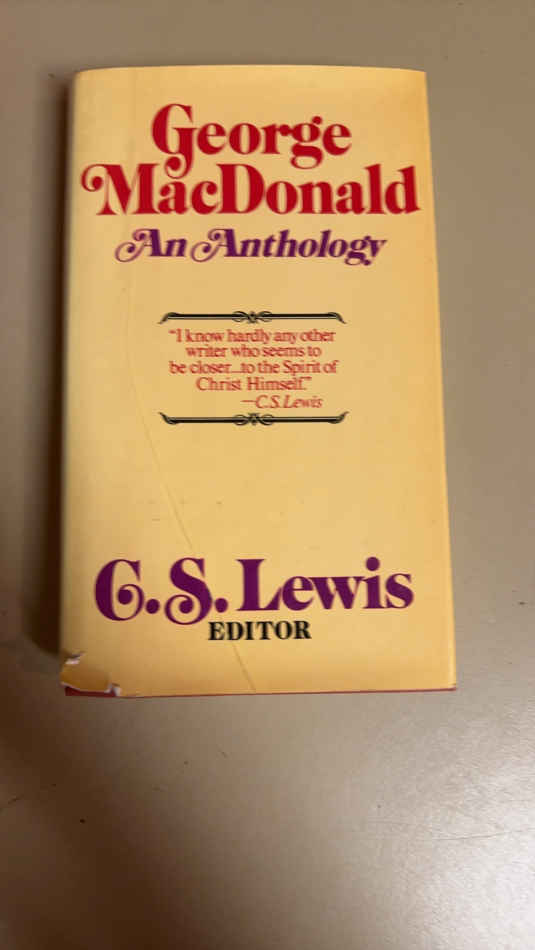 George
MacDonald
An Anthology
"I know hardly any other
writer who seems to
be closer...to the Spirit of
Christ Himself."
—C.S. Lewis
C.S. Lewis
EDITOR